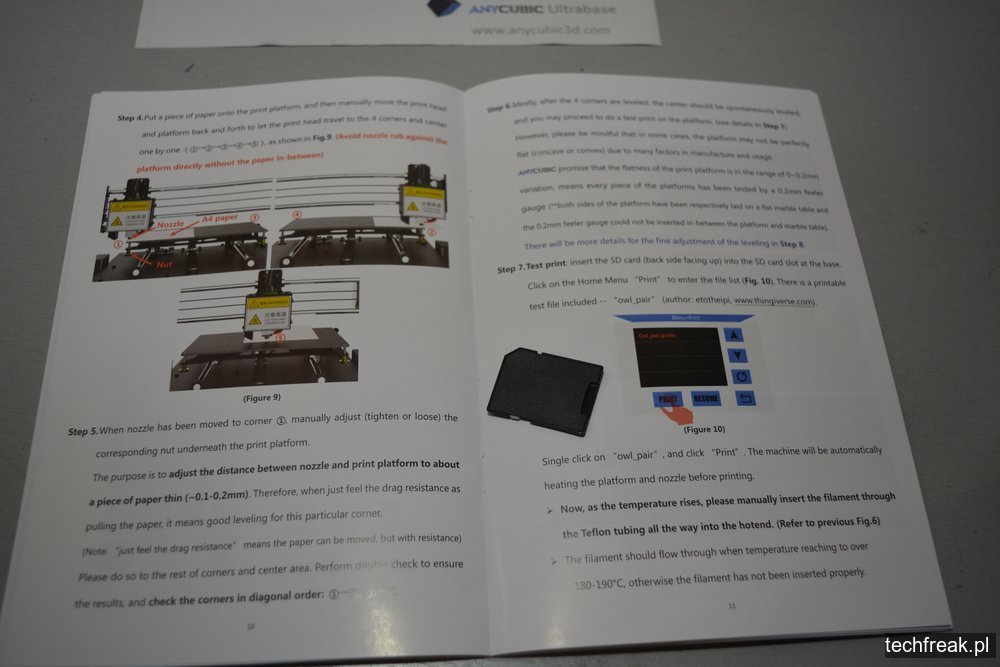 ANYCUBIC Ultrabase
www.anycubic3d.com
Step 4. Put a piece of paper onto the print platform, and then manually move the print head
and platform back and forth to let the print head travel to the 4 corners and center
one by one ( ①→②→③→④→⑤ ), as shown in Fig.9. (Avoid nozzle rub against the
platform directly without the paper in-between)
Nozzle
A4 paper
①
③
Nut
④
②
注意高温
注意高温
注意高温
⑤
(Figure 9)
Step 5. When nozzle has been moved to corner ①, manually adjust (tighten or loose) the
corresponding nut underneath the print platform.
The purpose is to adjust the distance between nozzle and print platform to about
a piece of paper thin (~0.1-0.2mm). Therefore, when just feel the drag resistance as
pulling the paper, it means good leveling for this particular corner.
(Note: “just feel the drag resistance” means the paper can be moved, but with resistance)
Please do so to the rest of corners and center area. Perform double check to ensure
the results, and check the corners in diagonal order: ①→
10
Step 6. Ideally, after the 4 corners are leveled, the center should be spontaneously leveled,
and you may proceed to do a test print on the platform. (see details in Step 7)
However, please be mindful that in some cases, the platform may not be perfectly
flat (concave or convex) due to many factors in manufacture and usage.
ANYCUBIC promise that the flatness of the print platform is in the range of 0~0.2mm
variation, means every piece of the platforms has been tested by a 0.2mm feeler
gauge (**both sides of the platform have been respectively laid on a flat marble table and
the 0.2mm feeler gauge could not be inserted in-between the platform and marble table).
There will be more details for the fine adjustment of the leveling in Step 8.
Step 7. Test print: insert the SD card (back side facing up) into the SD card slot at the base.
Click on the Home Menu “Print” to enter the file list (Fig. 10). There is a printable
test file included -- “owl_pair” (author: etotheipi, www.thingiverse.com).
Menu>Print
Owl_pair.gcode
PRINT
RESUME
(Figure 10)
Single click on “owl_pair”, and click “Print”. The machine will be automatically
heating the platform and nozzle before printing.
➢ Now, as the temperature rises, please manually insert the filament through
the Teflon tubing all the way into the hotend. (Refer to previous Fig.6)
➢ The filament should flow through when temperature reaching to over
180-190°C, otherwise the filament has not been inserted properly.
11
techfreak.pl